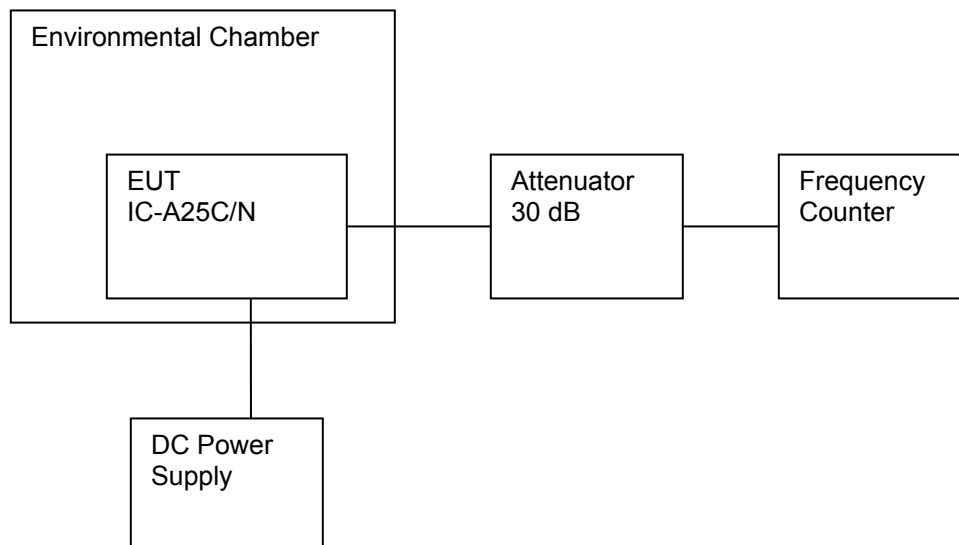 Environmental Chamber
EUT
IC-A25C/N
Attenuator
30 dB
Frequency
Counter
DC Power
Supply